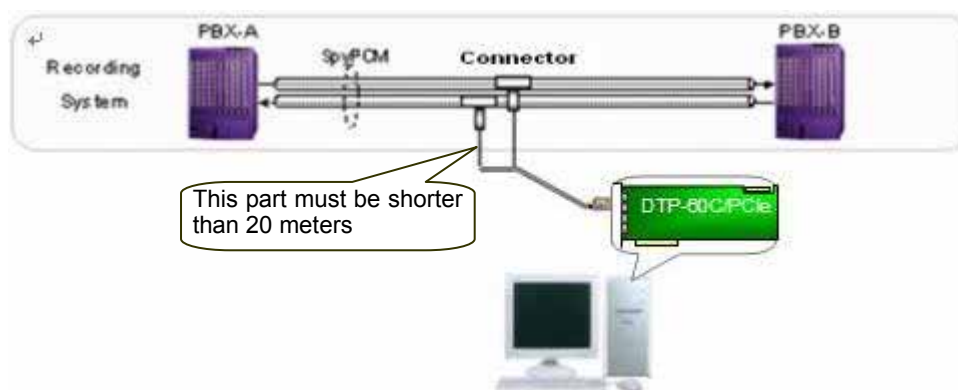 PBX-A
PBX-B
Recording
System
SpyPCM
Connector
This part must be shorter
than 20 meters
DTP-60C/PCIe